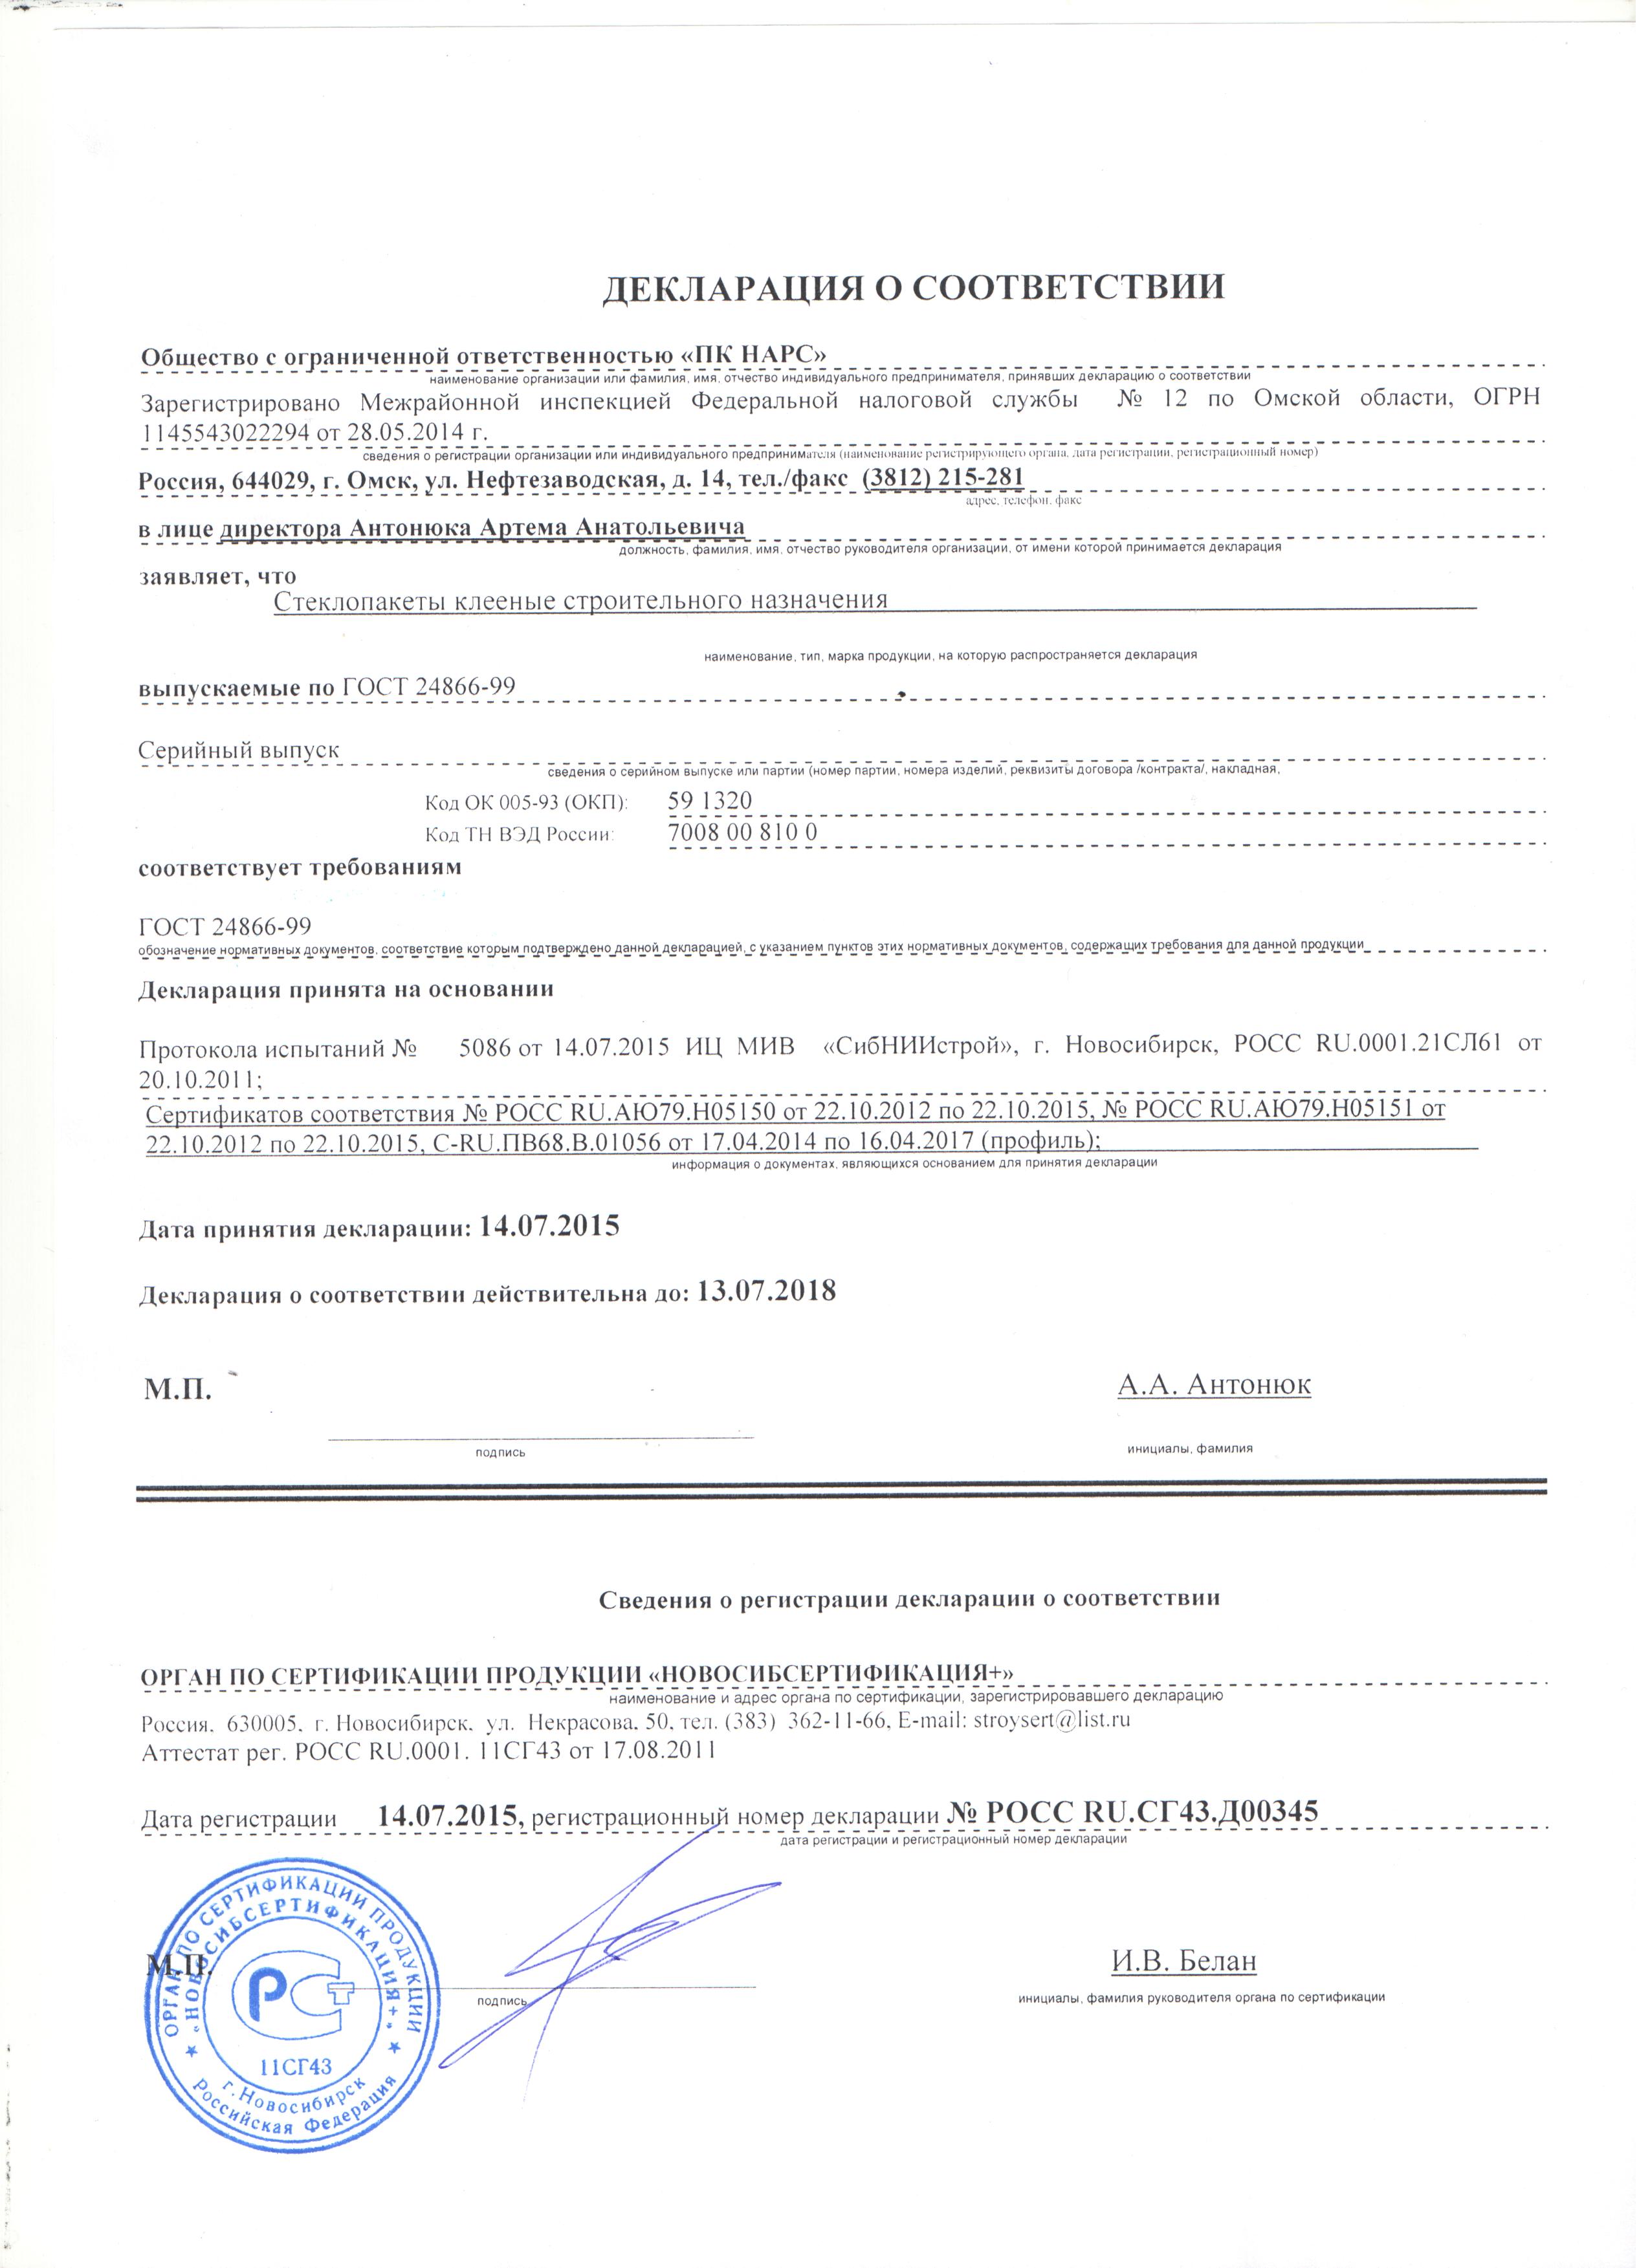 ДЕКЛАРАЦИЯ О СООТВЕТСТВИИ
Общество с ограниченной ответственностью «ПК НАРС»
наименование организации или фамилия, имя, отчество индивидуального предпринимателя, принявших декларацию о соответствии
Зарегистрировано Межрайонной инспекцией Федеральной налоговой службы № 12 по Омской области, ОГРН
1145543022294 от 28.05.2014 г.
сведения о регистрации организации или индивидуального предпринимателя (наименование регистрирующего органа, дата регистрации, регистрационный номер)
Россия, 644029, г. Омск, ул. Нефтезаводская, д. 14, тел./факс (3812) 215-281
адрес, телефон, факс
в лице директора Антонюка Артема Анатольевича
должность, фамилия, имя, отчество руководителя организации, от имени которой принимается декларация
заявляет, что
Стеклопакеты клееные строительного назначения
наименование, тип, марка продукции, на которую распространяется декларация
выпускаемые по ГОСТ 24866-99
Серийный выпуск
сведения о серийном выпуске или партии (номер партии, номера изделий, реквизиты договора /контракта/, накладная,
Код ОК 005-93 (ОКП): 59 1320
Код ТН ВЭД России: 7008 00 810 0
соответствует требованиям
ГОСТ 24866-99
обозначение нормативных документов, соответствие которым подтверждено данной декларацией, с указанием пунктов этих нормативных документов, содержащих требования для данной продукции
Декларация принята на основании
Протокола испытаний № 5086 от 14.07.2015 ИЦ МИВ «СибНИИстрой», г. Новосибирск, РОСС RU.0001.21СЛ61 от
20.10.2011;
Сертификатов соответствия № РОСС RU.АЮ79.Н05150 от 22.10.2012 по 22.10.2015, № РОСС RU.АЮ79.Н05151 от
22.10.2012 по 22.10.2015, С-RU.ПВ68.В.01056 от 17.04.2014 по 16.04.2017 (профиль);
информация о документах, являющихся основанием для принятия декларации
Дата принятия декларации: 14.07.2015
Декларация о соответствии действительна до: 13.07.2018
М.П. А.А. Антонюк
подпись инициалы, фамилия
Сведения о регистрации декларации о соответствии
ОРГАН ПО СЕРТИФИКАЦИИ ПРОДУКЦИИ «НОВОСИБСЕРТИФИКАЦИЯ+»
наименование и адрес органа по сертификации, зарегистрировавшего декларацию
Россия, 630005, г. Новосибирск, ул. Некрасова, 50, тел. (383) 362-11-66, E-mail: stroysert@list.ru
Аттестат рег. РОСС RU.0001. 11СГ43 от 17.08.2011
Дата регистрации 14.07.2015, регистрационный номер декларации № РОСС RU.СГ43.Д00345
дата регистрации и регистрационный номер декларации
М.П. И.В. Белан
подпись инициалы, фамилия руководителя органа по сертификации
ОРГАН ПО СЕРТИФИКАЦИИ ПРОДУКЦИИ
«НОВОСИБСЕРТИФИКАЦИЯ+»
РСТ
11СГ43
г. Новосибирск
Российская Федерация